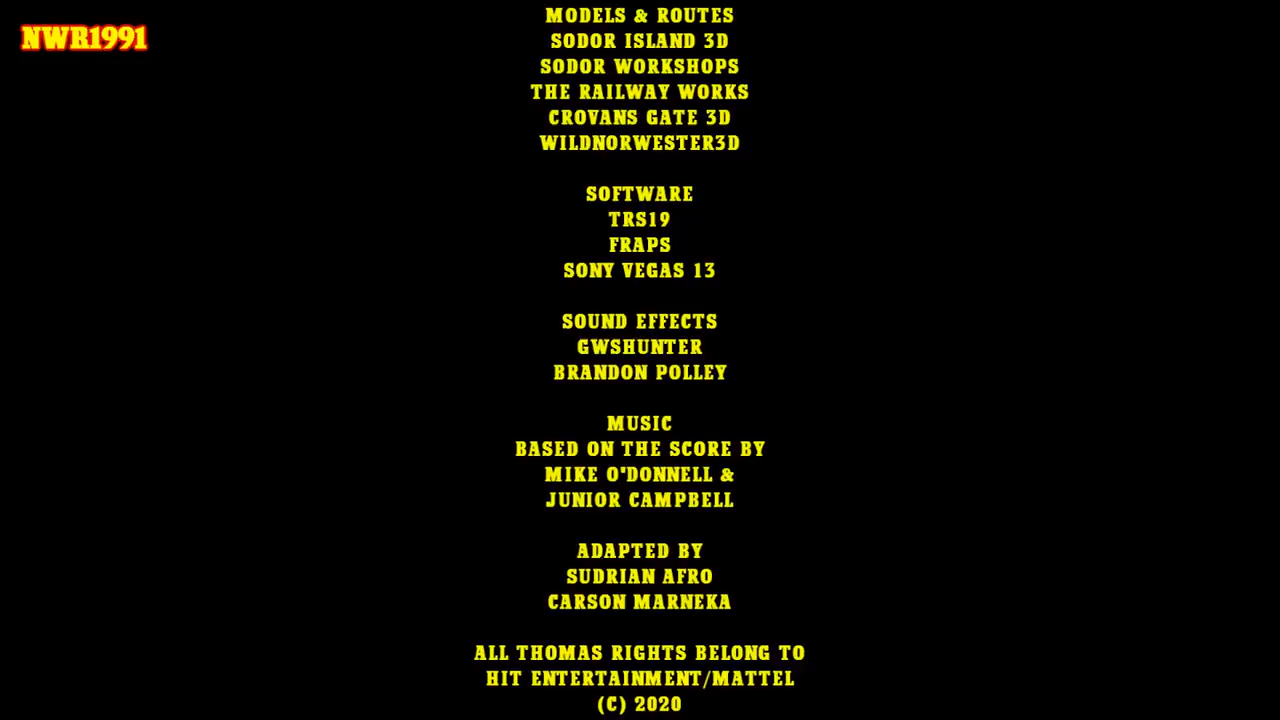 NWR1991
MODELS & ROUTES
SODOR ISLAND 3D
SODOR WORKSHOPS
THE RAILWAY WORKS
CROVANS GATE 3D
WILDNORWESTER3D
SOFTWARE
TRS19
FRAPS
SONY VEGAS 13
SOUND EFFECTS
GWSHUNTER
BRANDON POLLEY
MUSIC
BASED ON THE SCORE BY
MIKE O'DONNELL &
JUNIOR CAMPBELL
ADAPTED BY
SUDRIAN AFRO
CARSON MARNEKA
ALL THOMAS RIGHTS BELONG TO
HIT ENTERTAINMENT/MATTEL
(C) 2020